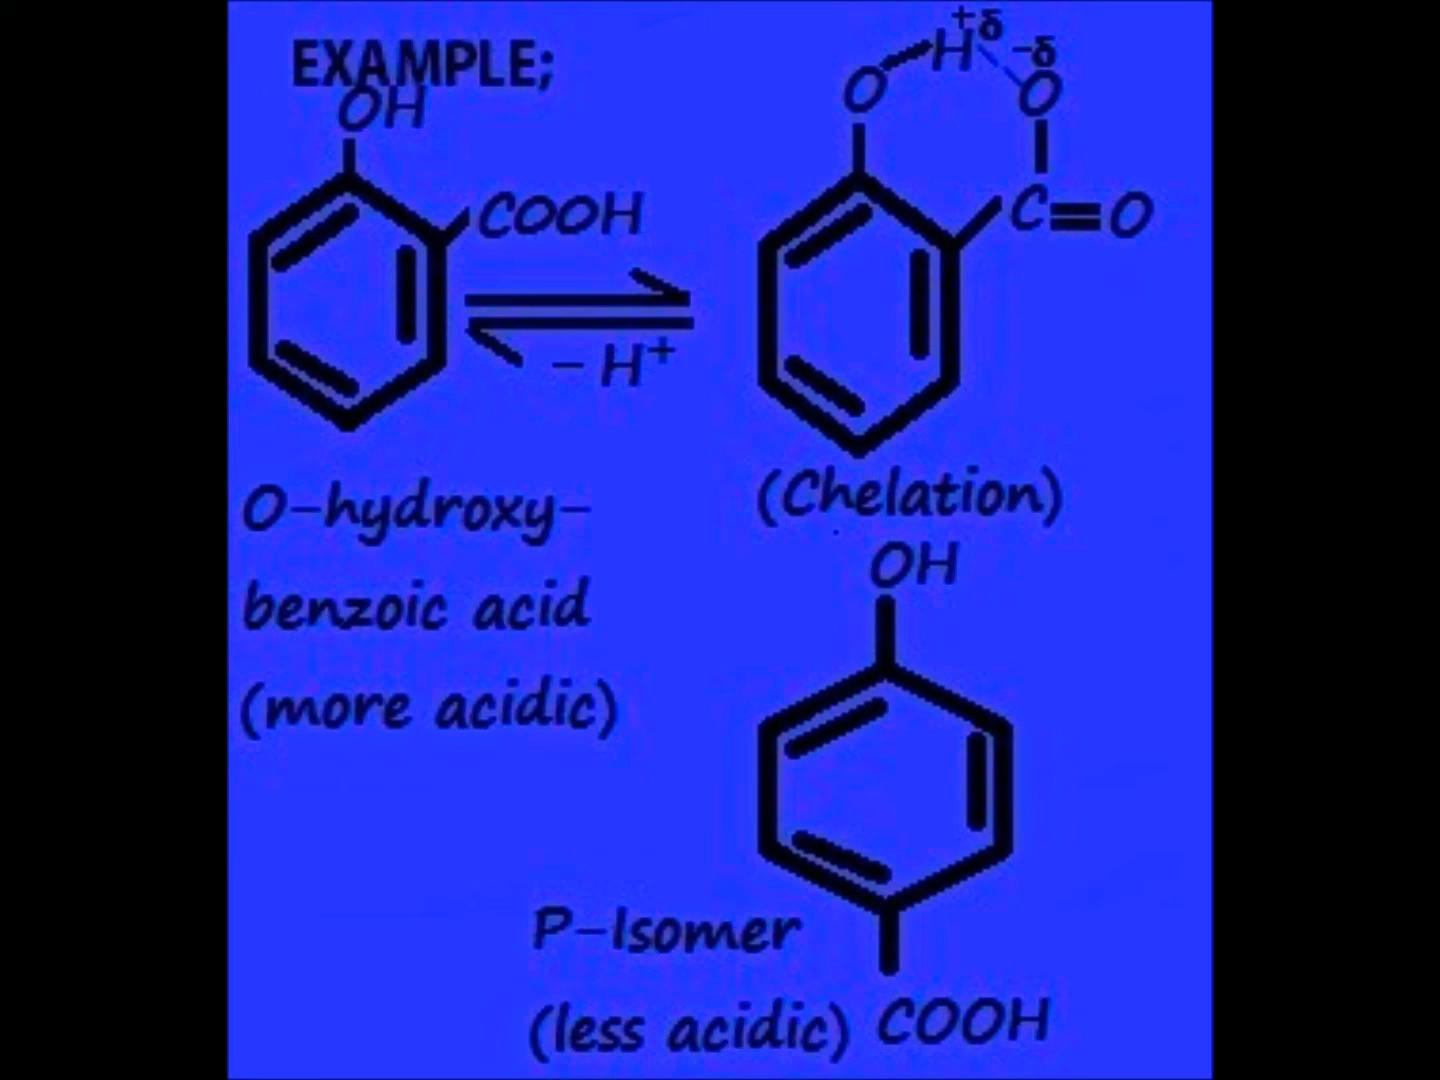 EXAMPLE;
OH
COOH
− H⁺
O-hydroxy-
benzoic acid
(more acidic)
+δ
H
−δ
O
O
C=O
(Chelation)
OH
P-Isomer
(less acidic)
COOH